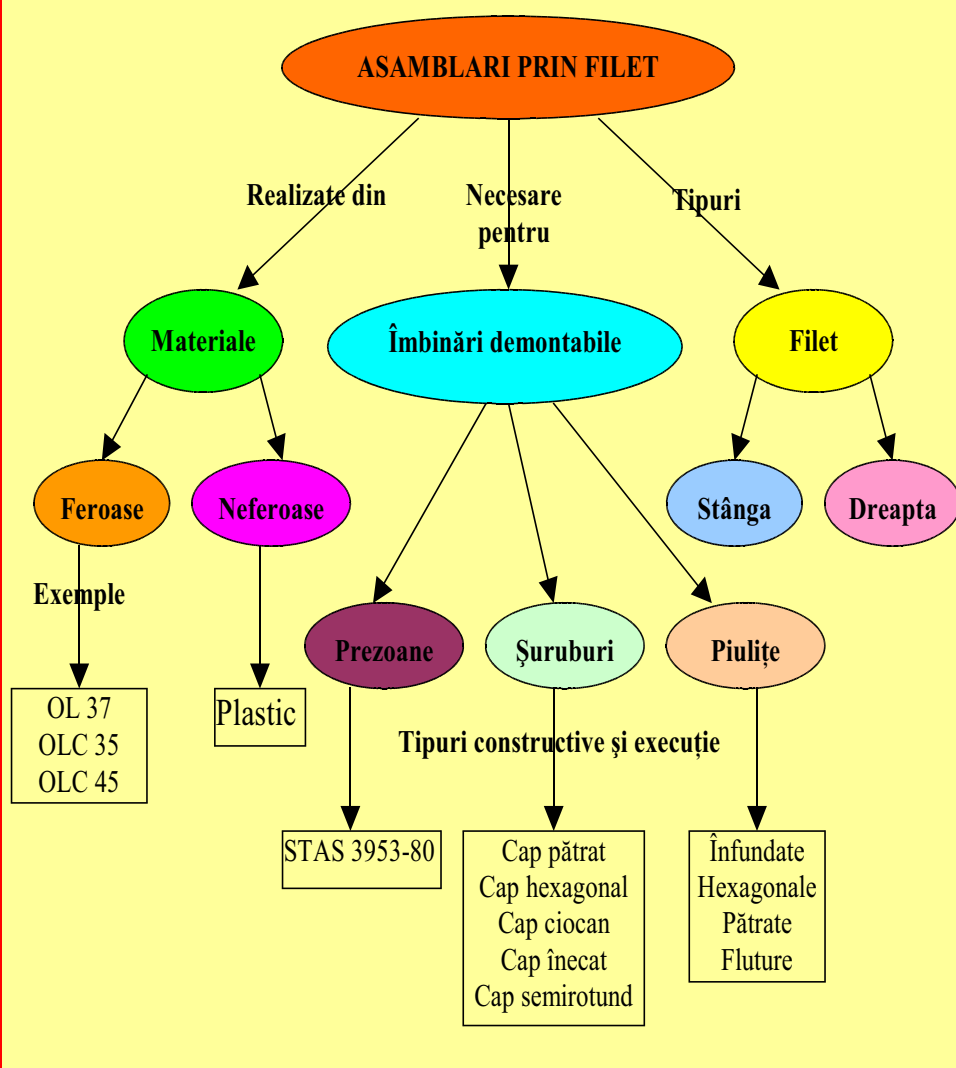 ASAMBLARI PRIN FILET
Realizate din
Necesare
pentru
Tipuri
Materiale
Îmbinări demontabile
Filet
Feroase
Neferoase
Stânga
Dreapta
Exemple
Prezoane
Şuruburi
Piulițe
OL 37
OLC 35
OLC 45
Plastic
Tipuri constructive şi execuție
STAS 3953-80
Cap pătrat
Cap hexagonal
Cap ciocan
Cap înecat
Cap semirotund
Înfundate
Hexagonale
Pătrate
Fluture